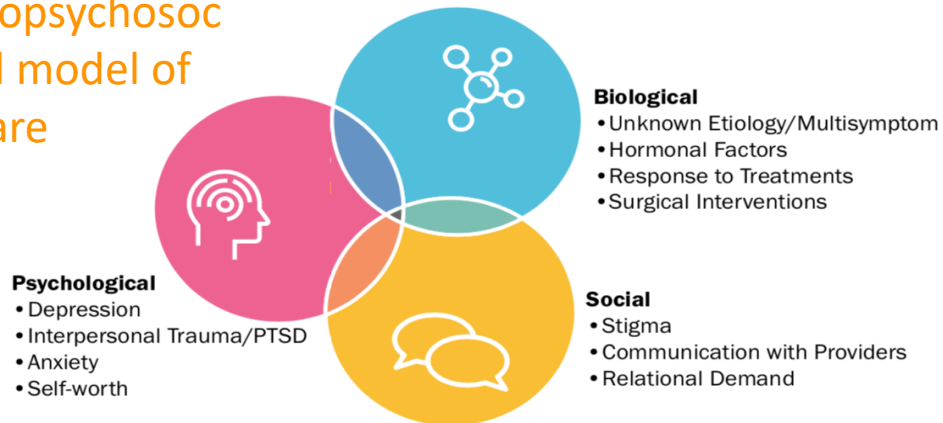 opsychosoc
l model of
are
Biological
•Unknown Etiology/Multisymptom
•Hormonal Factors
•Response to Treatments
•Surgical Interventions
Psychological
•Depression
•Interpersonal Trauma/PTSD
•Anxiety
•Self-worth
Social
•Stigma
•Communication with Providers
•Relational Demand